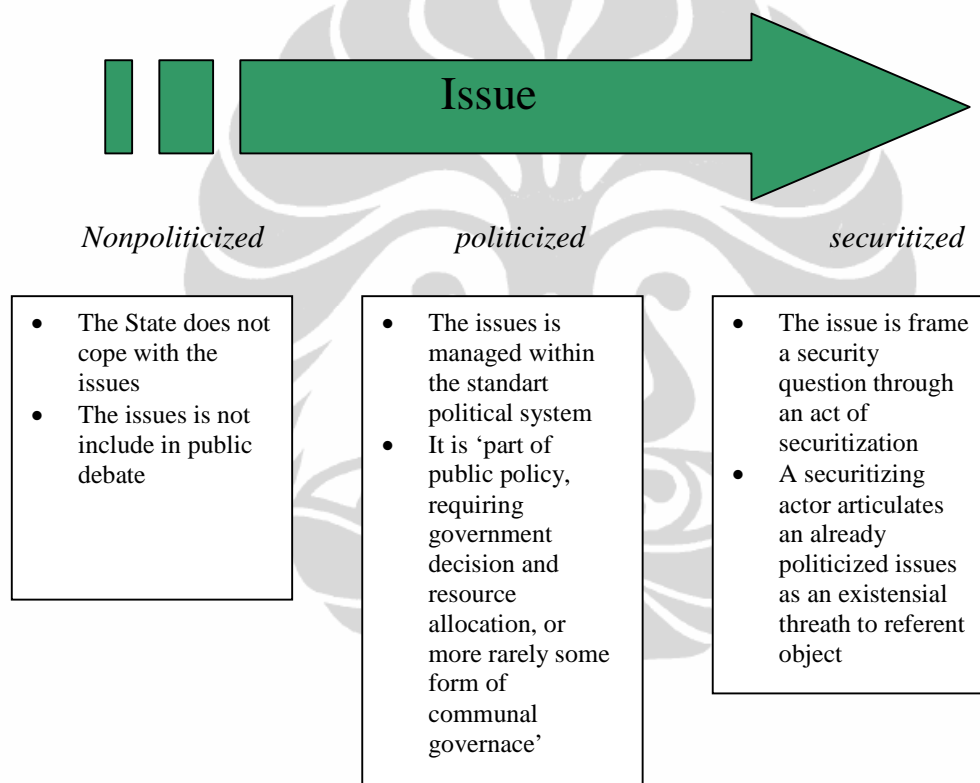 Issue
Nonpoliticized
politicized
securitized
• The State does not
cope with the
issues
• The issues is not
include in public
debate
• The issues is
managed within
the standart
political system
• It is ‘part of
public policy,
requiring
government
decision and
resource
allocation, or
more rarely some
form of
communal
governace’
• The issue is frame
a security
question through
an act of
securitization
• A securitizing
actor articulates
an already
politicized issues
as an existensial
threath to referent
object